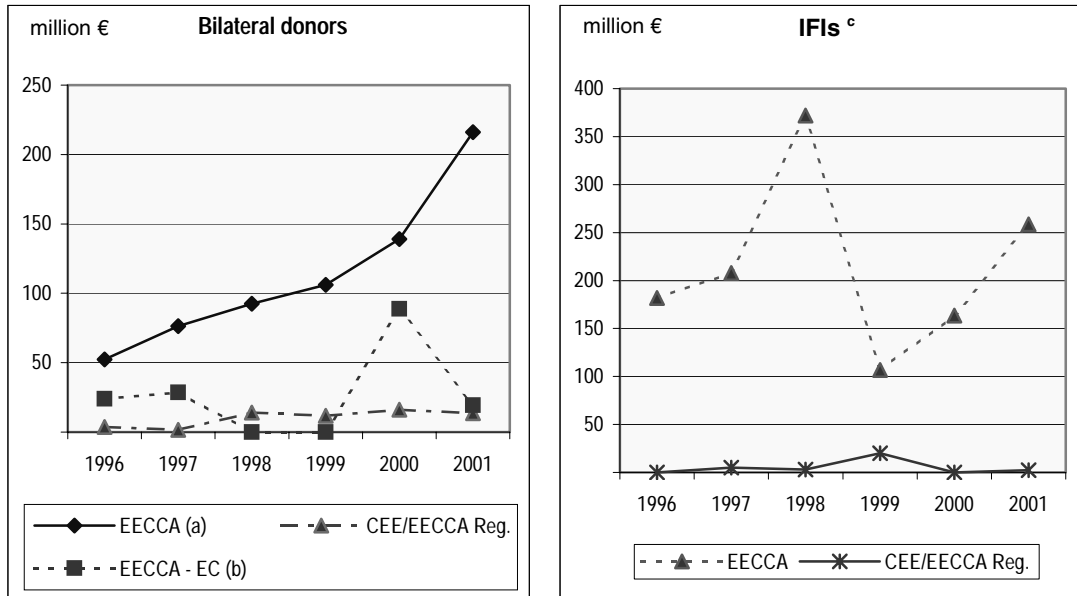 million €
Bilateral donors
250
200
150
100
50
1996 1997 1998 1999 2000 2001
EECCA (a)
CEE/EECCA Reg.
EECCA - EC (b)
million €
IFIs c
400
350
300
250
200
150
100
50
1996 1997 1998 1999 2000 2001
EECCA
CEE/EECCA Reg.